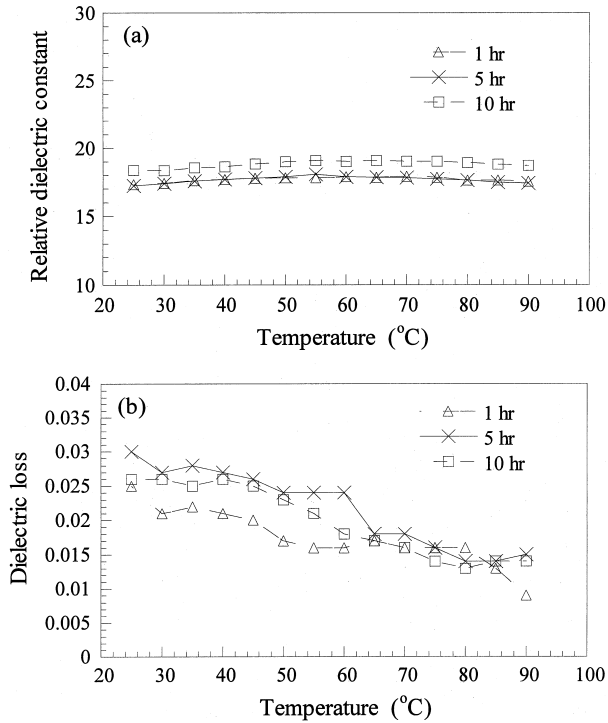 30
(a)
1 hr
5 hr
10 hr
25
20
15
10
Relative dielectric constant
20 30 40 50 60 70 80 90 100
Temperature (°C)
0.04
(b)
1 hr
5 hr
10 hr
0.035
0.03
0.025
0.02
0.015
0.01
0.005
0
Dielectric loss
20 30 40 50 60 70 80 90 100
Temperature (°C)